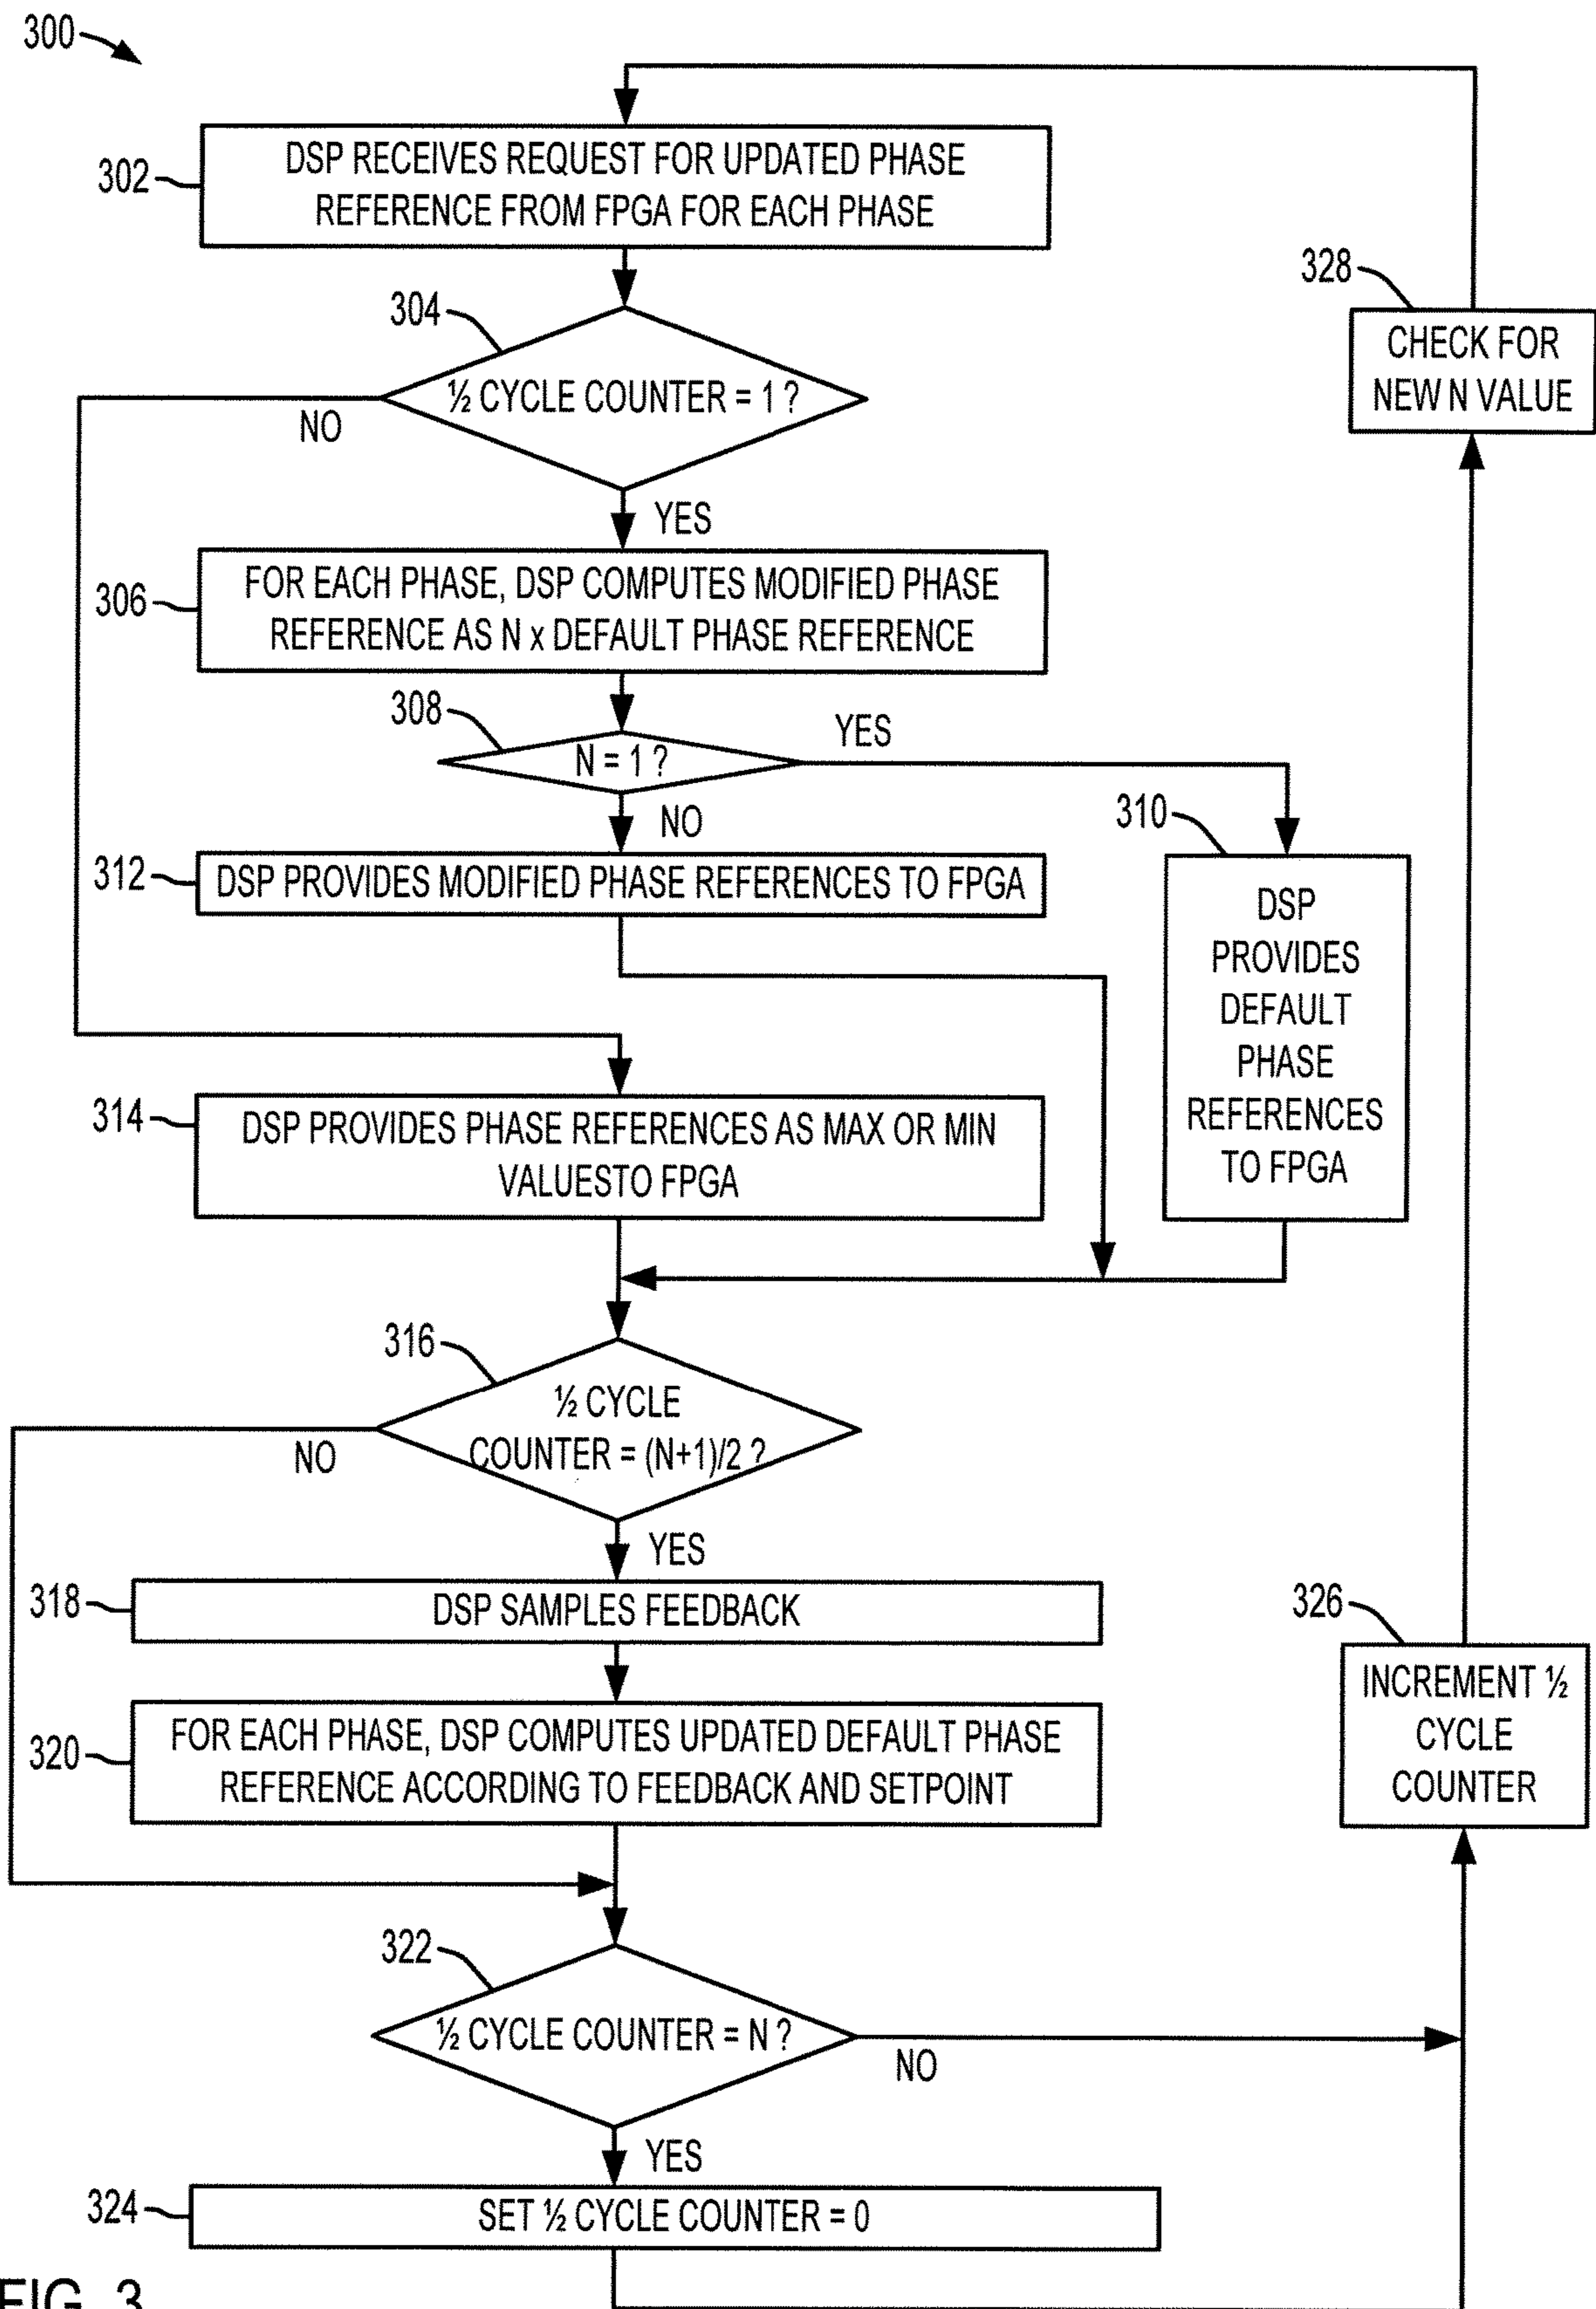 300
302
DSP RECEIVES REQUEST FOR UPDATED PHASE
REFERENCE FROM FPGA FOR EACH PHASE
304
½ CYCLE COUNTER = 1 ?
NO
YES
328
CHECK FOR
NEW N VALUE
306
FOR EACH PHASE, DSP COMPUTES MODIFIED PHASE
REFERENCE AS N x DEFAULT PHASE REFERENCE
308
N = 1 ?
YES
NO
310
DSP
PROVIDES
DEFAULT
PHASE
REFERENCES
TO FPGA
312
DSP PROVIDES MODIFIED PHASE REFERENCES TO FPGA
314
DSP PROVIDES PHASE REFERENCES AS MAX OR MIN
VALUESTO FPGA
316
½ CYCLE
COUNTER = (N+1)/2 ?
NO
YES
318
DSP SAMPLES FEEDBACK
320
FOR EACH PHASE, DSP COMPUTES UPDATED DEFAULT PHASE
REFERENCE ACCORDING TO FEEDBACK AND SETPOINT
326
INCREMENT ½
CYCLE
COUNTER
322
½ CYCLE COUNTER = N ?
NO
YES
324
SET ½ CYCLE COUNTER = 0
FIG. 3